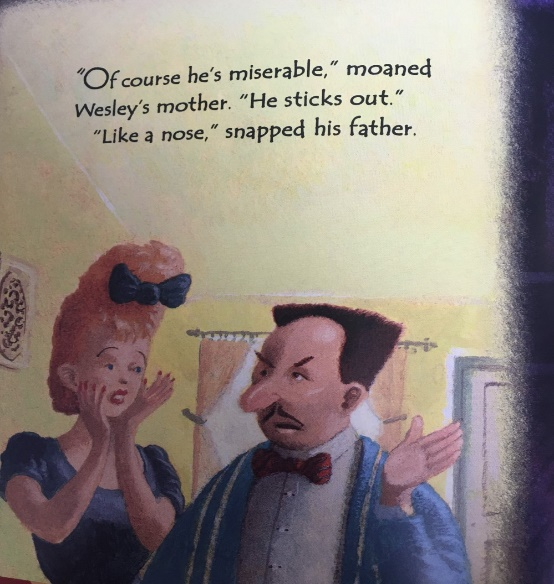 “Of course he’s miserable,” moaned
Wesley’s mother. “He sticks out.”
“Like a nose,” snapped his father.